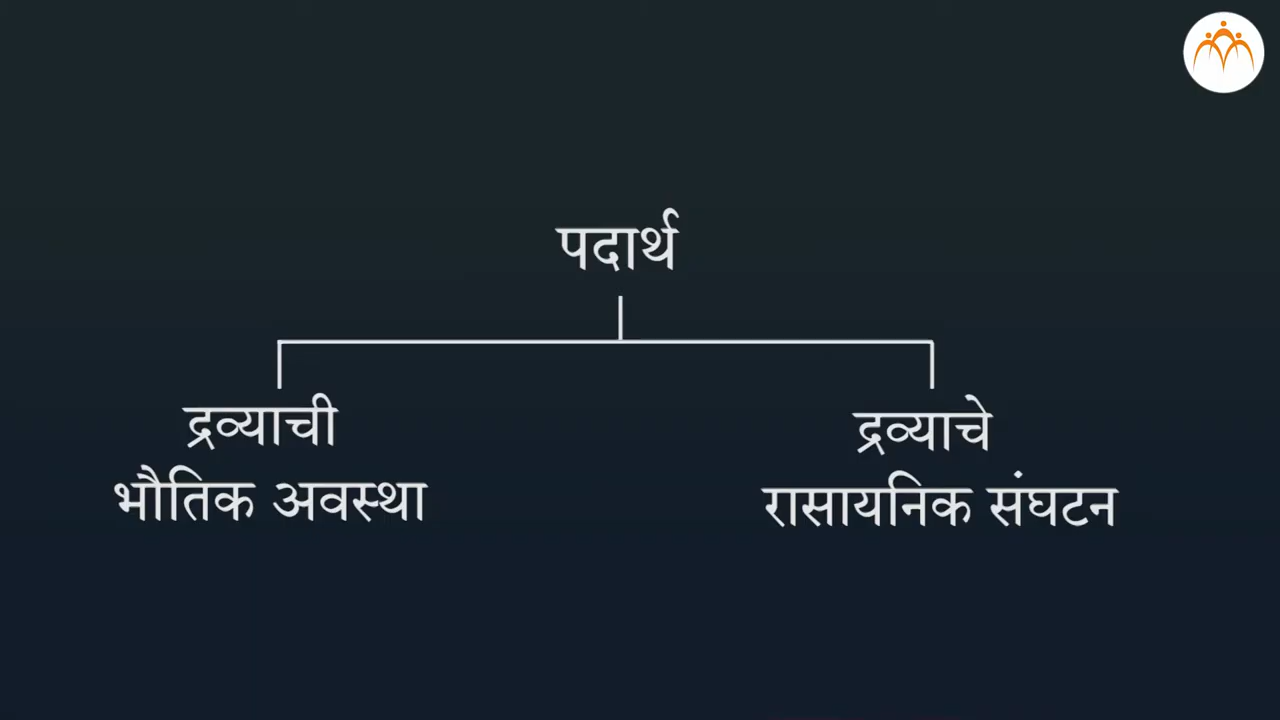 पदार्थ
द्रव्याची
भौतिक अवस्था
द्रव्याचे
रासायनिक संघटन